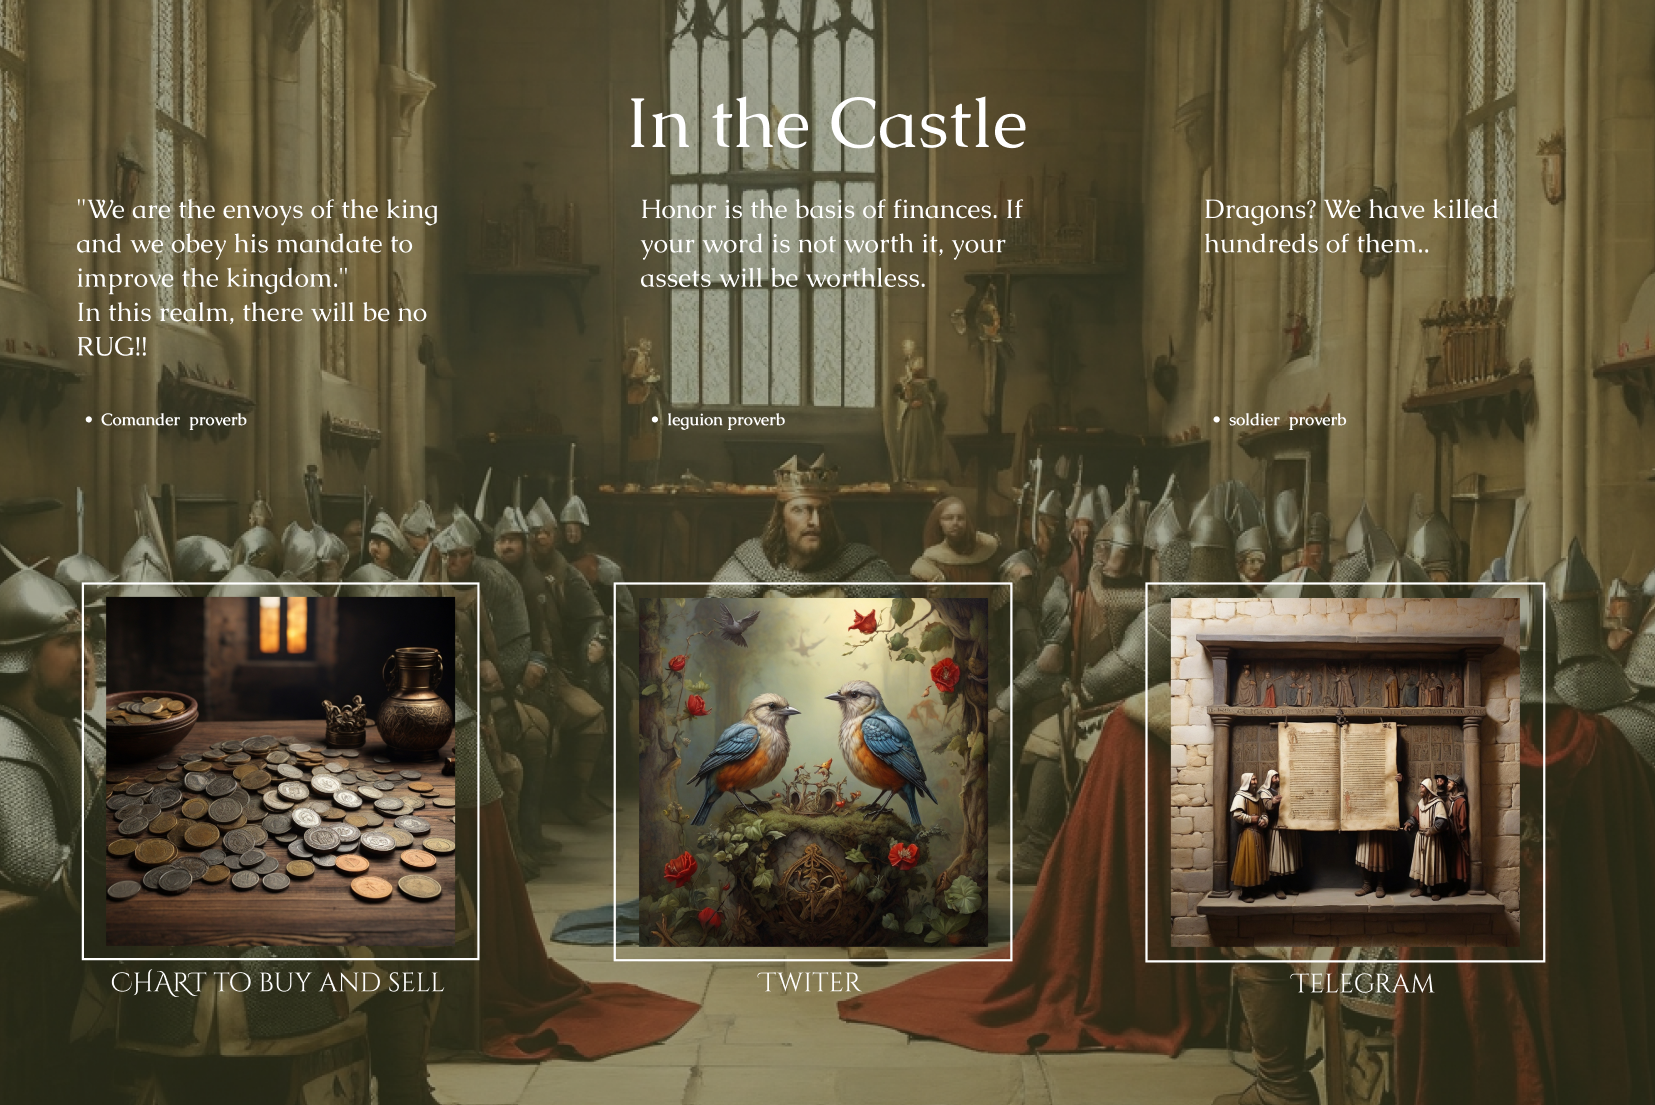 In the Castle
"We are the envoys of the king
and we obey his mandate to
improve the kingdom."
In this realm, there will be no
RUG!!
• Comander proverb
Honor is the basis of finances. If
your word is not worth it, your
assets will be worthless.
• leguion proverb
Dragons? We have killed
hundreds of them..
• soldier proverb
CHART TO BUY AND SELL
TWITER
TELEGRAM